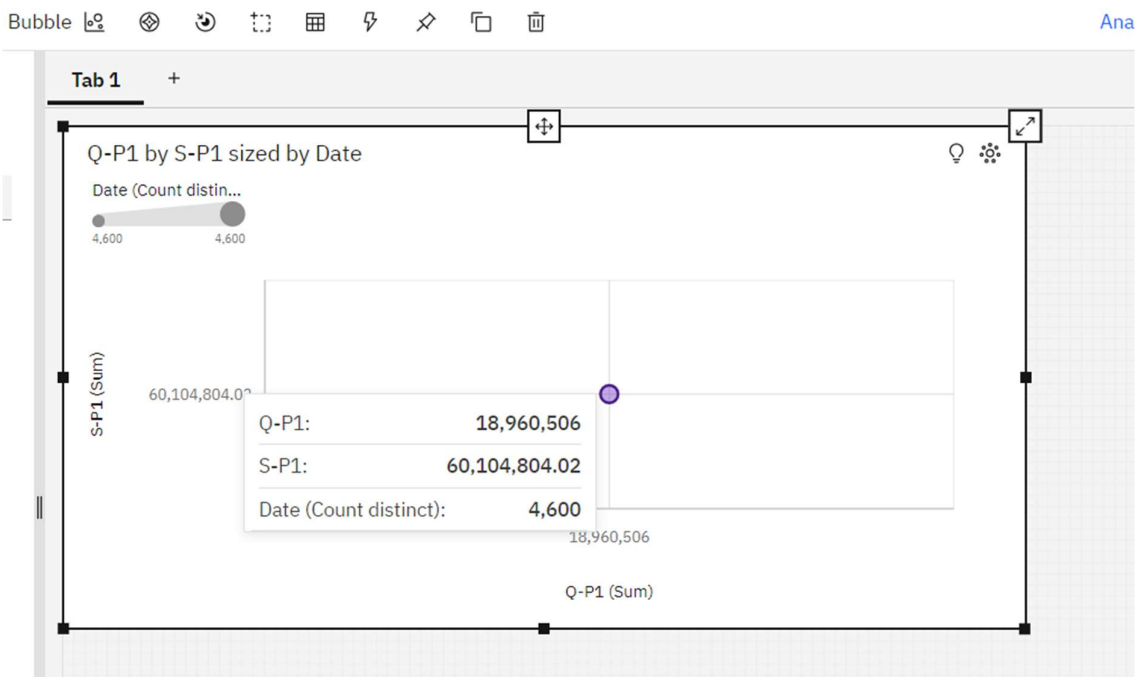 Bubble
Ana
Tab 1 +
Q-P1 by S-P1 sized by Date
Date (Count distin...
4,600 4,600
S-P1 (Sum)
60,104,804.02
Q-P1: 18,960,506
S-P1: 60,104,804.02
Date (Count distinct): 4,600
18,960,506
Q-P1 (Sum)